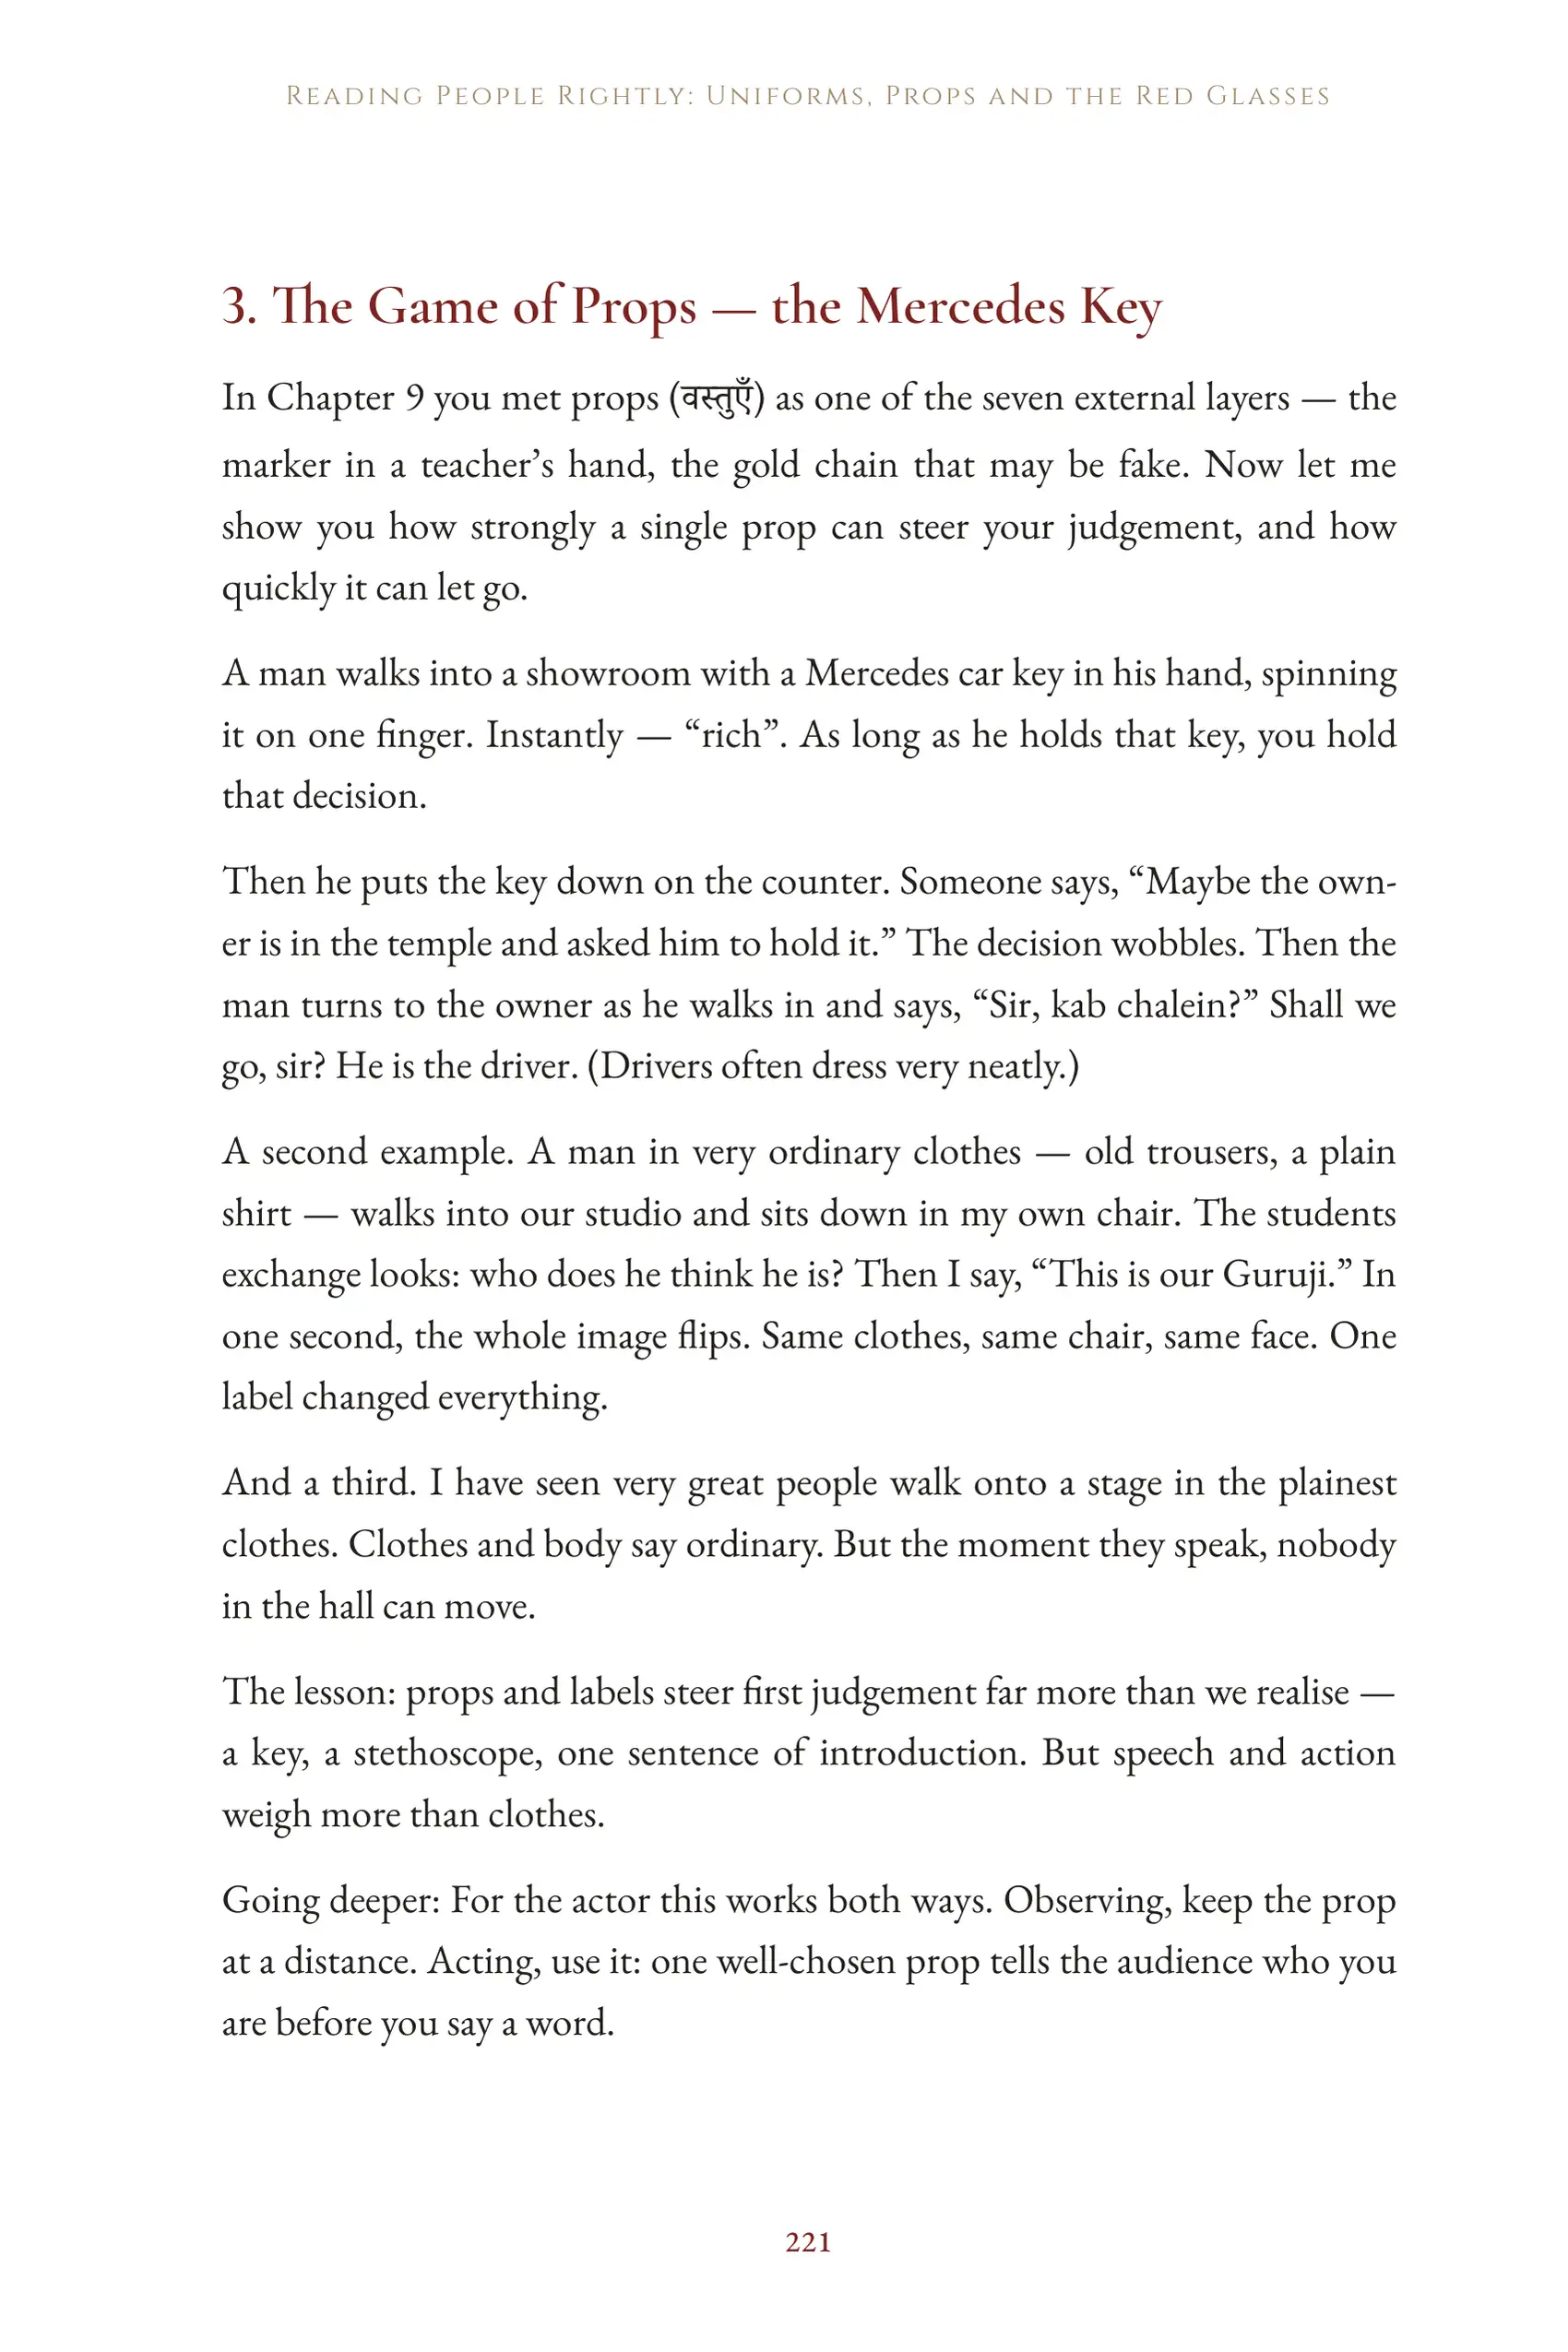 READING PEOPLE RIGHTLY: UNIFORMS, PROPS AND THE RED GLASSES
3. The Game of Props — the Mercedes Key
In Chapter 9 you met props (वस्तुएँ) as one of the seven external layers — the
marker in a teacher’s hand, the gold chain that may be fake. Now let me
show you how strongly a single prop can steer your judgement, and how
quickly it can let go.
A man walks into a showroom with a Mercedes car key in his hand, spinning
it on one finger. Instantly — “rich”. As long as he holds that key, you hold
that decision.
Then he puts the key down on the counter. Someone says, “Maybe the own-
er is in the temple and asked him to hold it.” The decision wobbles. Then the
man turns to the owner as he walks in and says, “Sir, kab chalein?” Shall we
go, sir? He is the driver. (Drivers often dress very neatly.)
A second example. A man in very ordinary clothes — old trousers, a plain
shirt — walks into our studio and sits down in my own chair. The students
exchange looks: who does he think he is? Then I say, “This is our Guruji.” In
one second, the whole image flips. Same clothes, same chair, same face. One
label changed everything.
And a third. I have seen very great people walk onto a stage in the plainest
clothes. Clothes and body say ordinary. But the moment they speak, nobody
in the hall can move.
The lesson: props and labels steer first judgement far more than we realise —
a key, a stethoscope, one sentence of introduction. But speech and action
weigh more than clothes.
Going deeper: For the actor this works both ways. Observing, keep the prop
at a distance. Acting, use it: one well-chosen prop tells the audience who you
are before you say a word.
221